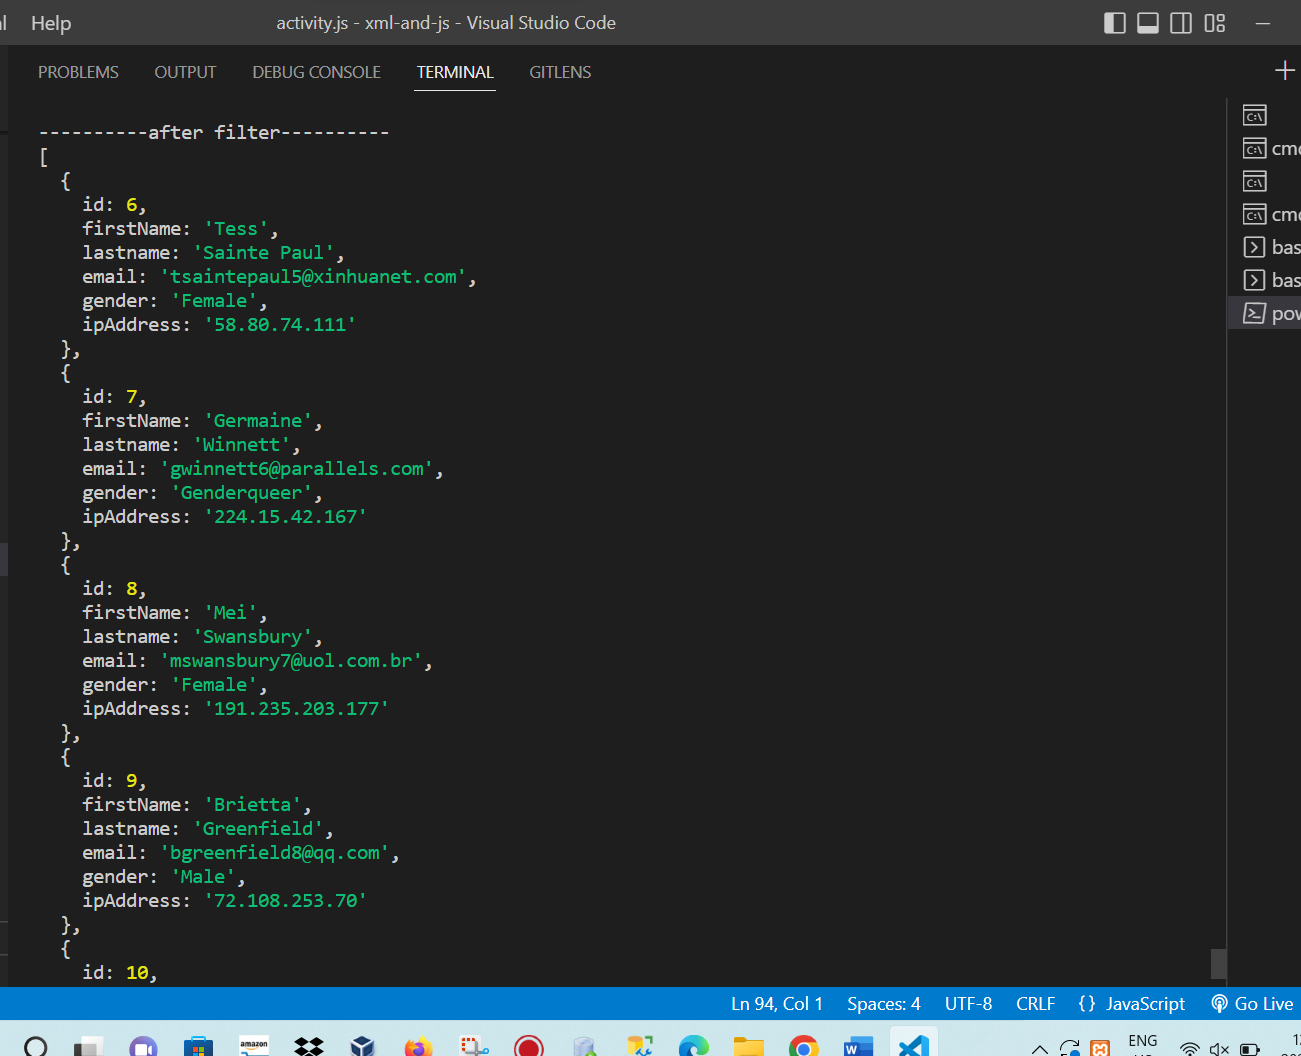 Help
activity.js - xml-and-js - Visual Studio Code
PROBLEMS OUTPUT DEBUG CONSOLE TERMINAL GITLENS
----------after filter----------
[
{
id: 6,
firstName: 'Tess',
lastname: 'Sainte Paul',
email: 'tsaintepaul5@xinhuanet.com',
gender: 'Female',
ipAddress: '58.80.74.111'
},
{
id: 7,
firstName: 'Germaine',
lastname: 'Winnett',
email: 'gwinnett6@parallels.com',
gender: 'Genderqueer',
ipAddress: '224.15.42.167'
},
{
id: 8,
firstName: 'Mei',
lastname: 'Swansbury',
email: 'mswansbury7@uol.com.br',
gender: 'Female',
ipAddress: '191.235.203.177'
},
{
id: 9,
firstName: 'Brietta',
lastname: 'Greenfield',
email: 'bgreenfield8@qq.com',
gender: 'Male',
ipAddress: '72.108.253.70'
},
{
id: 10,
cmd
cmd
bas
bas
pow
Ln 94, Col 1 Spaces: 4 UTF-8 CRLF {} JavaScript Go Live
amazon
ENG